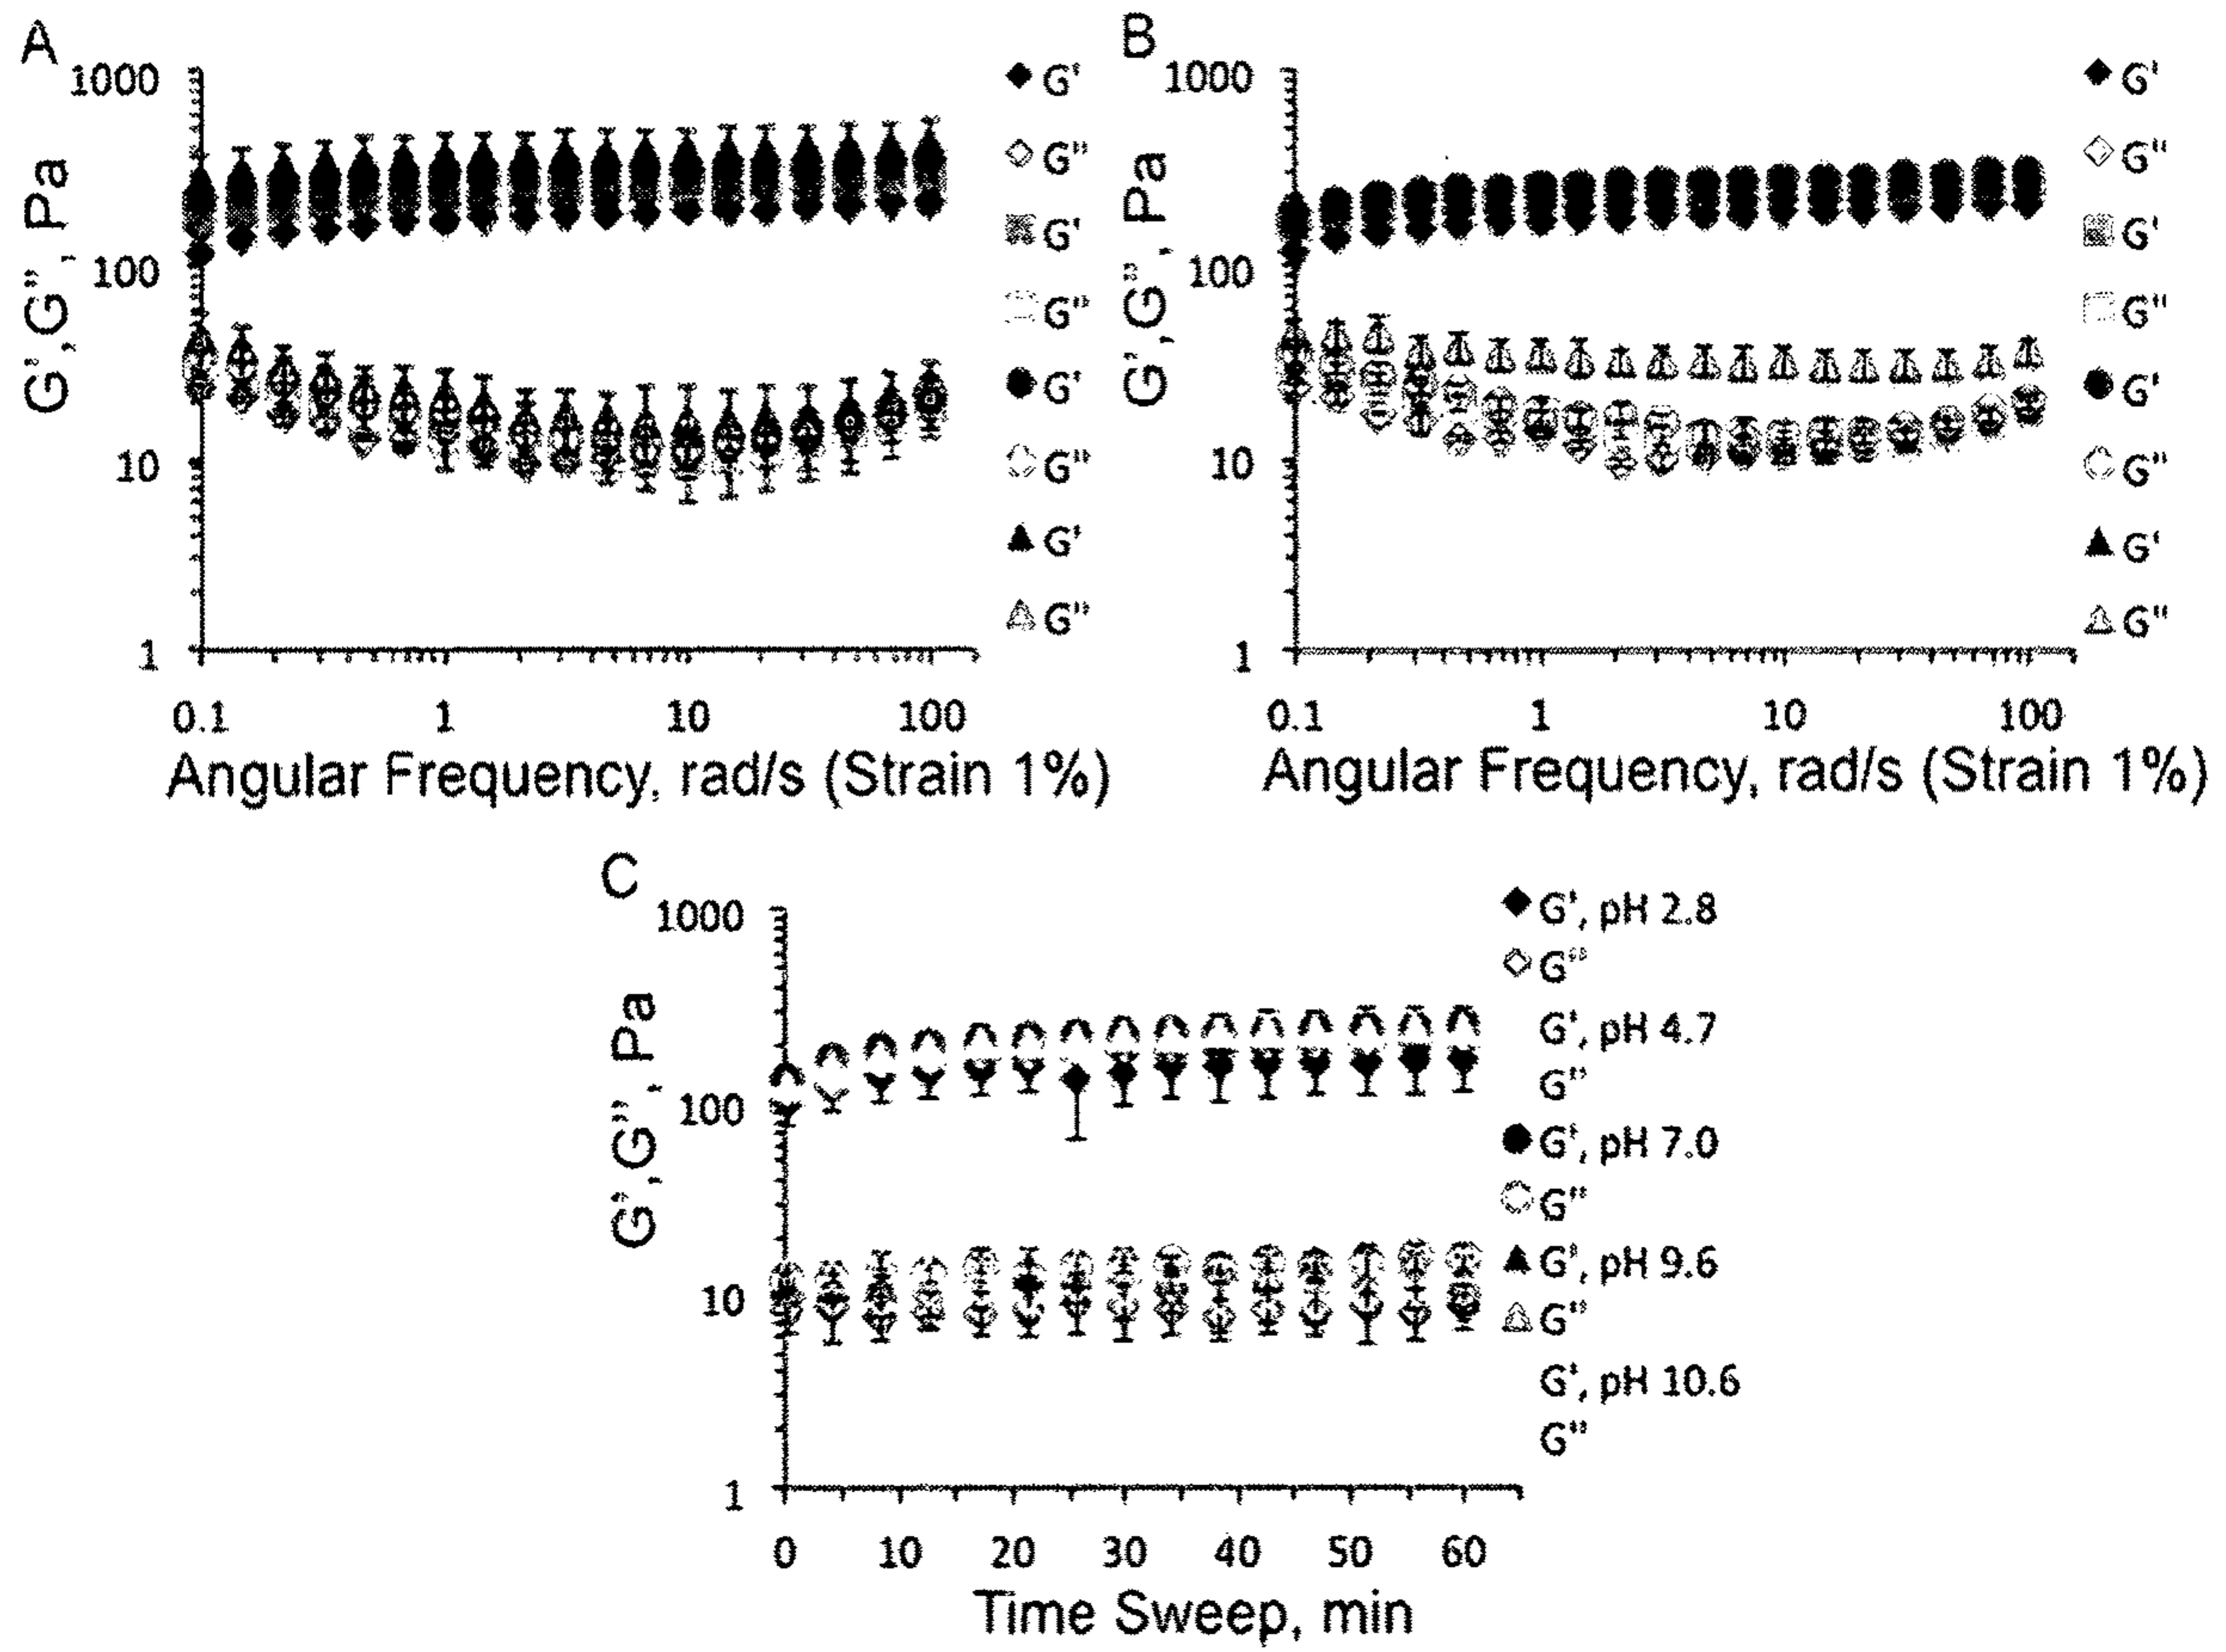 A
1000
100
10
1
G',G", Pa
0.1 1 10 100
Angular Frequency, rad/s (Strain 1%)
G'
G"
G'
G"
G'
G"
G'
G"
B
1000
100
10
1
G',G", Pa
0.1 1 10 100
Angular Frequency, rad/s (Strain 1%)
G'
G"
G'
G"
G'
G"
G'
G"
C
1000
100
10
1
G',G", Pa
0 10 20 30 40 50 60
Time Sweep, min
G', pH 2.8
G"
G', pH 4.7
G"
G', pH 7.0
G"
G', pH 9.6
G"
G', pH 10.6
G"